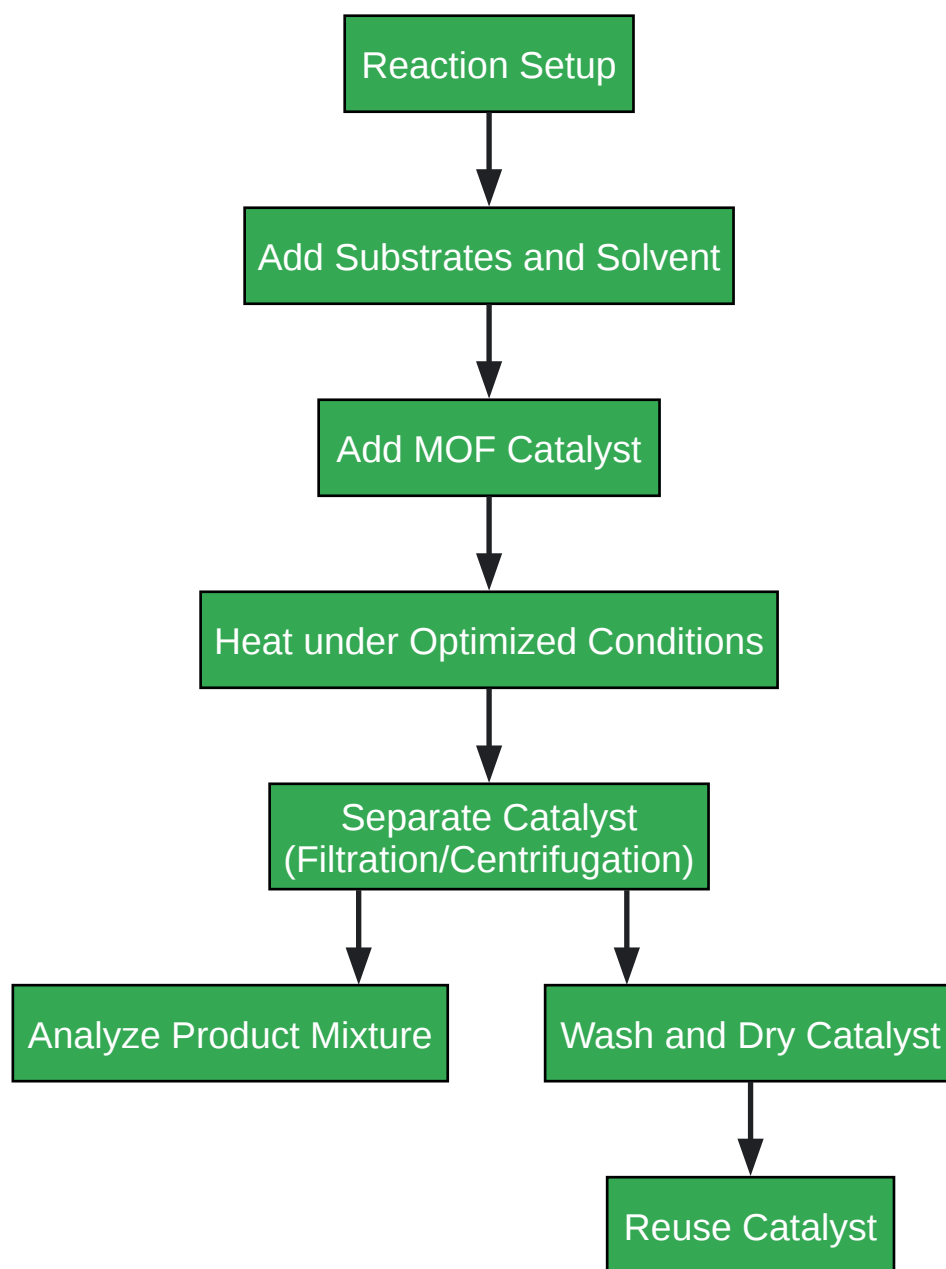 Reaction Setup
Add Substrates and Solvent
Add MOF Catalyst
Heat under Optimized Conditions
Separate Catalyst
(Filtration/Centrifugation)
Analyze Product Mixture
Wash and Dry Catalyst
Reuse Catalyst